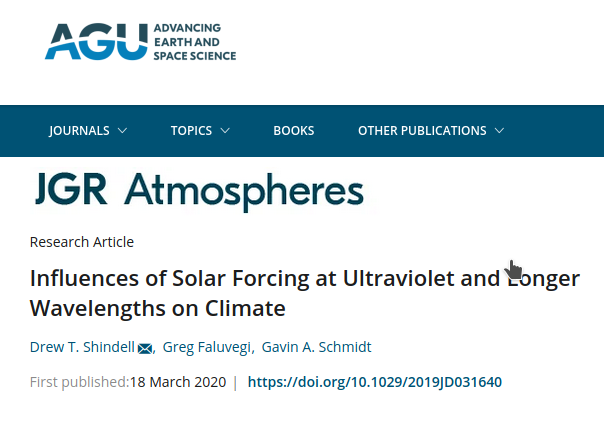 AGU ADVANCING
EARTH AND
SPACE SCIENCE
JOURNALS TOPICS BOOKS OTHER PUBLICATIONS
JGR Atmospheres
Research Article
Influences of Solar Forcing at Ultraviolet and Longer
Wavelengths on Climate
Drew T. Shindell, Greg Faluvegi, Gavin A. Schmidt
First published:18 March 2020 | https://doi.org/10.1029/2019JD031640